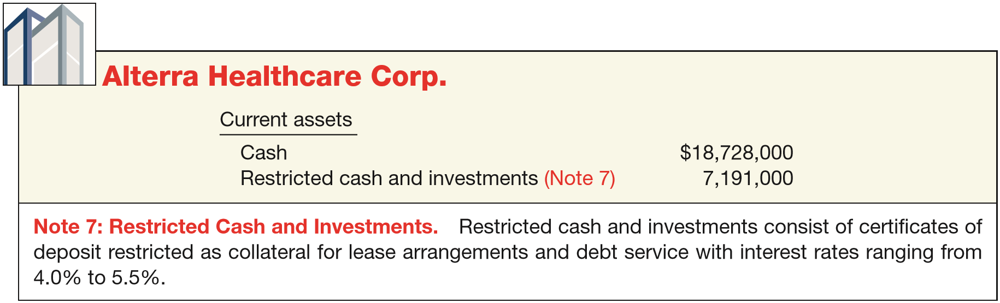 Alterra Healthcare Corp.
Current assets
Cash $18,728,000
Restricted cash and investments (Note 7) 7,191,000
Note 7: Restricted Cash and Investments. Restricted cash and investments consist of certificates of
deposit restricted as collateral for lease arrangements and debt service with interest rates ranging from
4.0% to 5.5%.